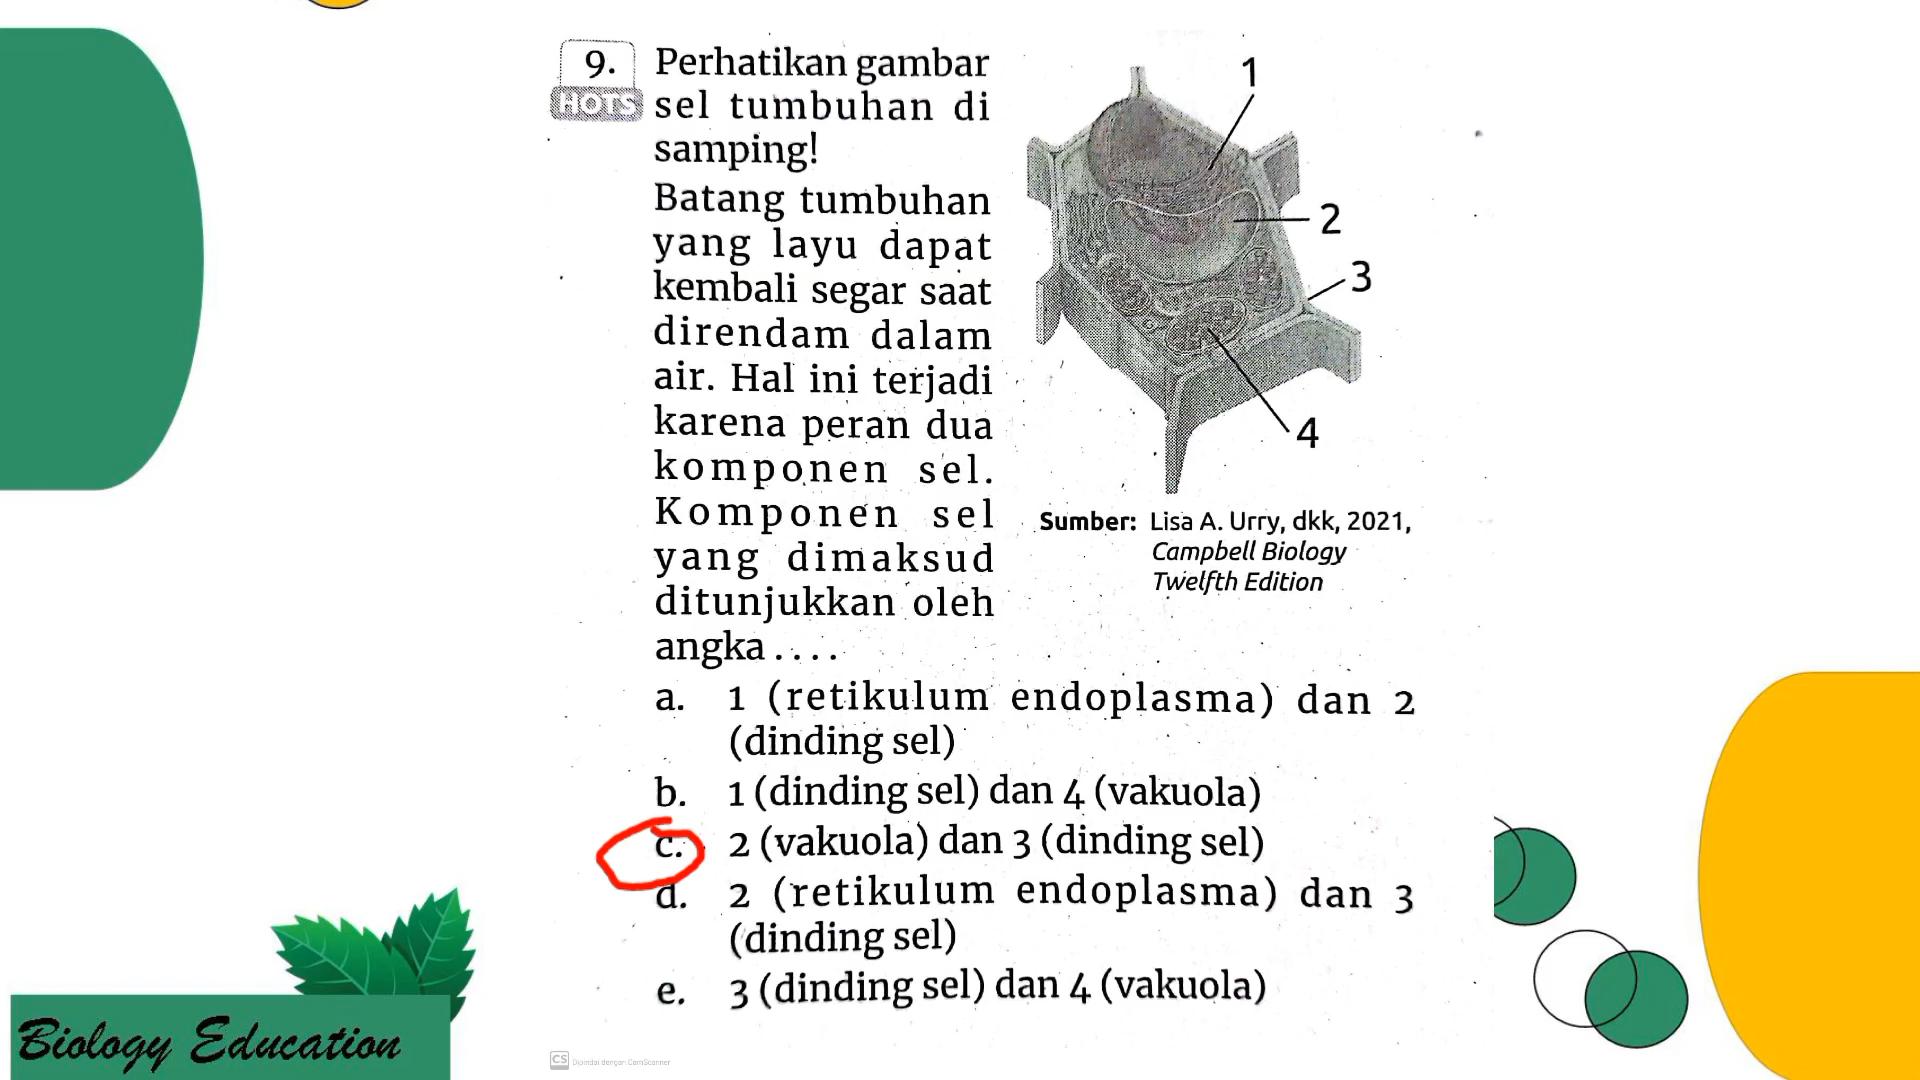 9. Perhatikan gambar
HOTS sel tumbuhan di
samping!
Batang tumbuhan
yang layu dapat
kembali segar saat
direndam dalam
air. Hal ini terjadi
karena peran dua
komponen sel.
Komponen sel
yang dimaksud
ditunjukkan oleh
angka . . . .
1
2
3
4
Sumber: Lisa A. Urry, dkk, 2021,
Campbell Biology
Twelfth Edition
a. 1 (retikulum endoplasma) dan 2
(dinding sel)
b. 1 (dinding sel) dan 4 (vakuola)
c. 2 (vakuola) dan 3 (dinding sel)
d. 2 (retikulum endoplasma) dan 3
(dinding sel)
e. 3 (dinding sel) dan 4 (vakuola)
Biology Education
CS Dipindai dengan CamScanner